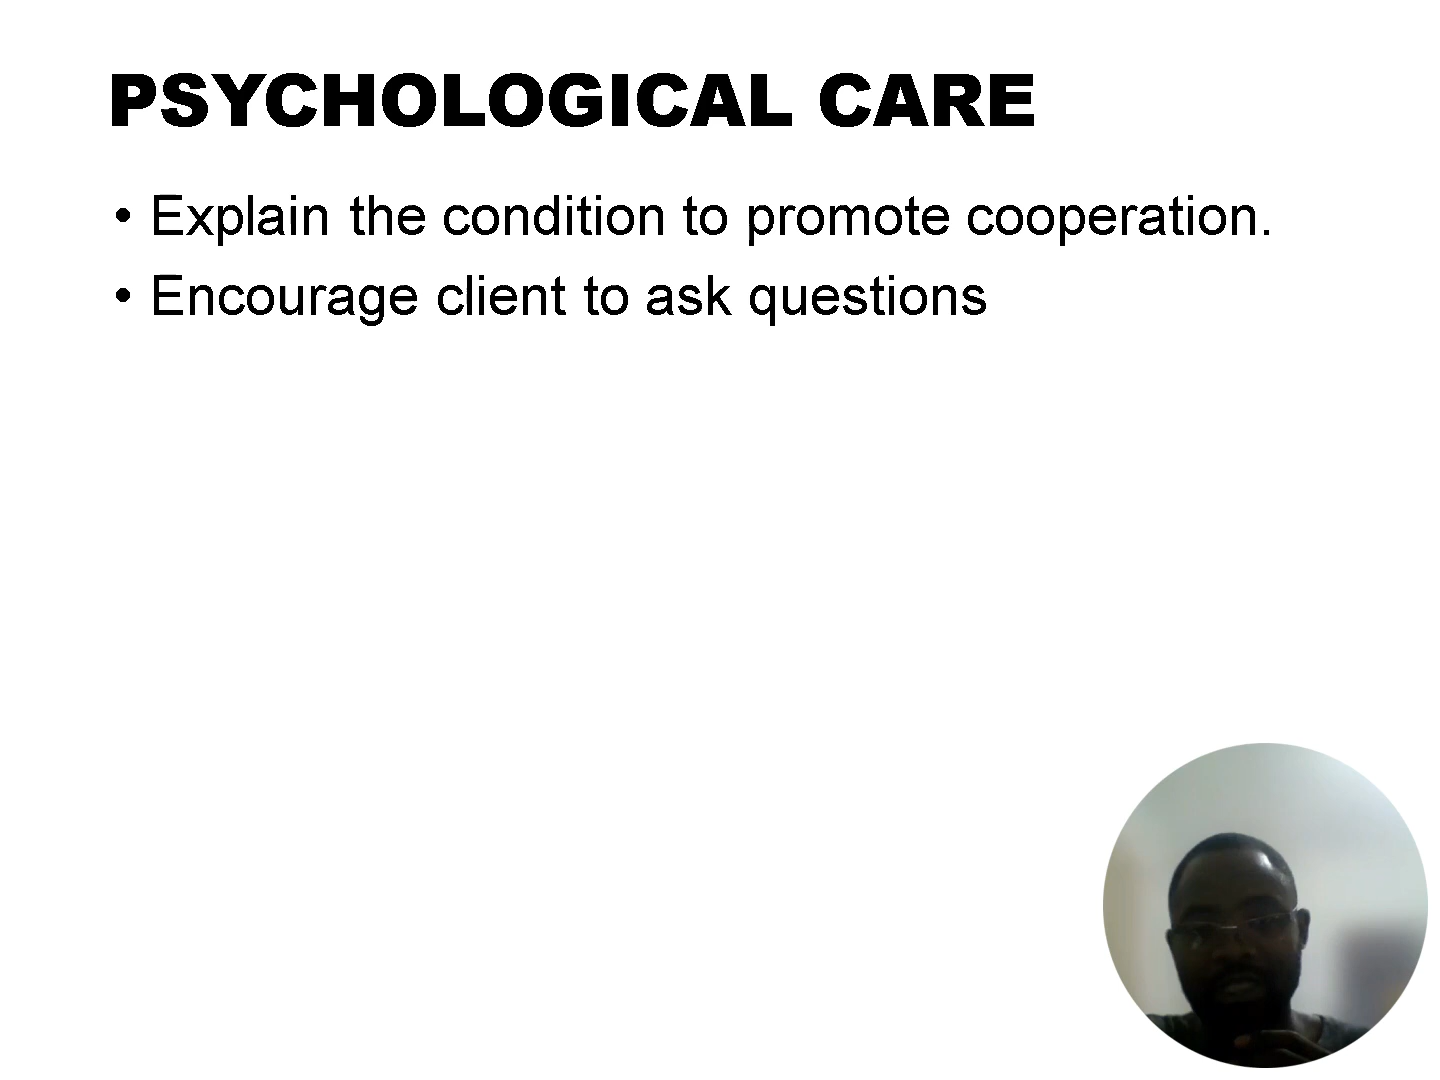 PSYCHOLOGICAL CARE
• Explain the condition to promote cooperation.
• Encourage client to ask questions